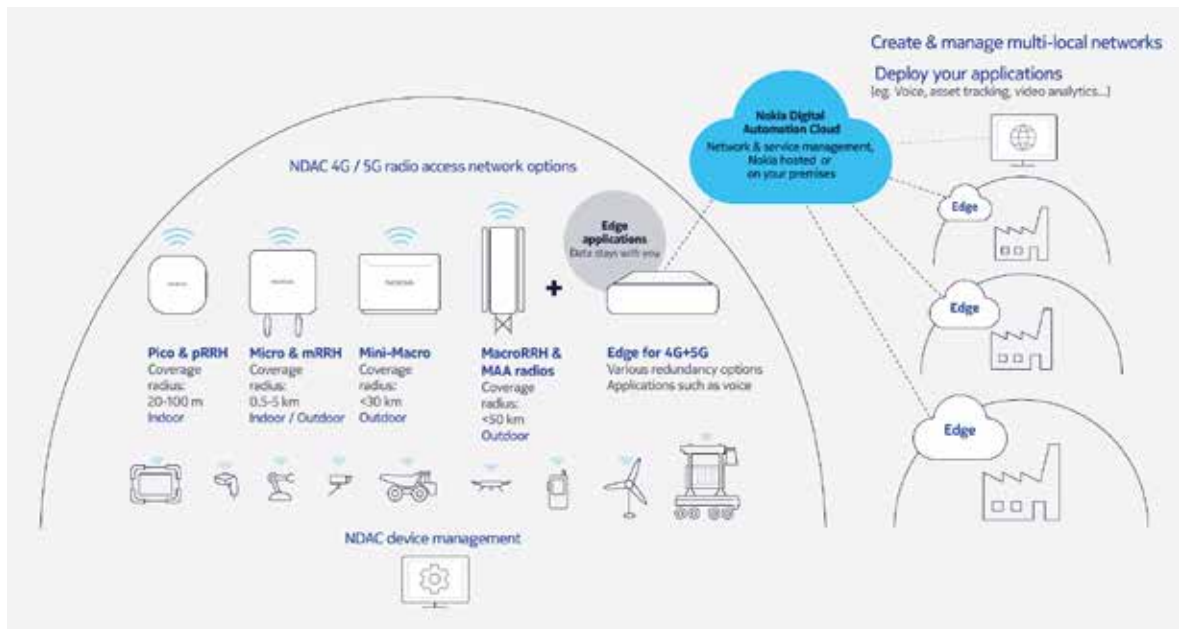 Create & manage multi-local networks
Deploy your applications
[eg. Voice, asset tracking, video analytics...]
Nokia Digital
Automation Cloud
Network & service management,
Nokia hosted or
on your premises
NDAC 4G / 5G radio access network options
Edge
applications
Data stays with you
Edge
Edge
Edge
NOKIA
+
Pico & pRRH
Coverage
radius:
20-100 m
Indoor
Micro & mRRH
Coverage
radius:
0.5-5 km
Indoor / Outdoor
Mini-Macro
Coverage
radius:
<30 km
Outdoor
MacroRRH &
MAA radios
Coverage
radius:
<50 km
Outdoor
Edge for 4G+5G
Various redundancy options
Applications such as voice
NDAC device management